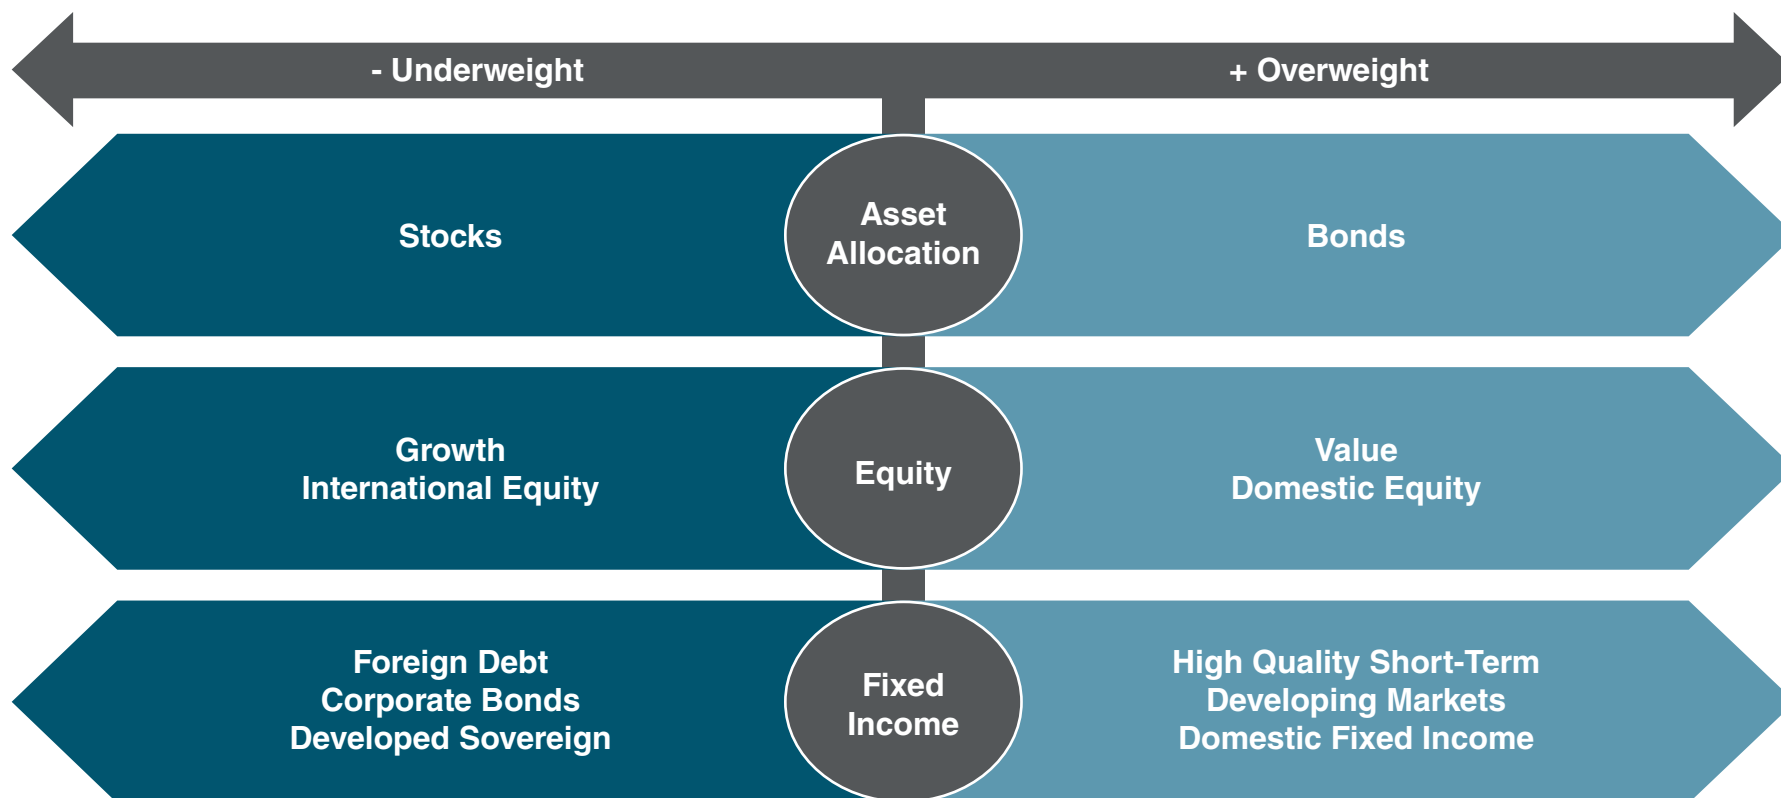 - Underweight
+ Overweight
Stocks
Asset
Allocation
Bonds
Growth
International Equity
Equity
Value
Domestic Equity
Foreign Debt
Corporate Bonds
Developed Sovereign
Fixed
Income
High Quality Short-Term
Developing Markets
Domestic Fixed Income